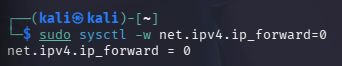 ┌──(kali㉿kali)-[~]
└─$ sudo sysctl -w net.ipv4.ip_forward=0
net.ipv4.ip_forward = 0